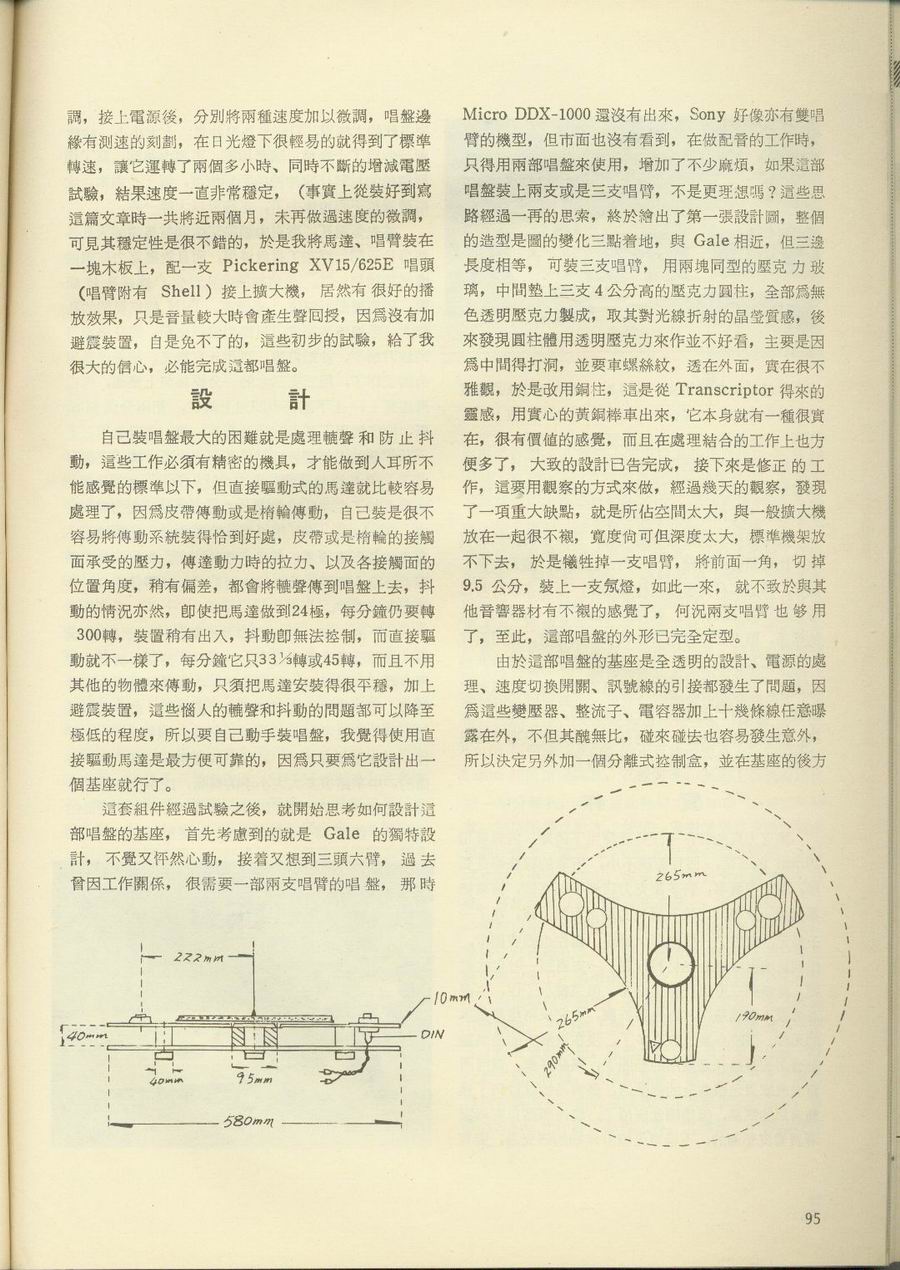 調，接上電源後，分別將兩種速度加以微調，唱盤邊
緣有測速的刻劃，在日光燈下很輕易的就得到了標準
轉速，讓它運轉了兩個多小時、同時不斷的增減電壓
試驗，結果速度一直非常穩定，（事實上從裝好到寫
這篇文章時一共將近兩個月，未再做過速度的微調，
可見其穩定性是很不錯的，於是我將馬達、唱臂裝在
一塊木板上，配一支 Pickering XV15/625E 唱頭
(唱臂附有 Shell）接上擴大機，居然有很好的播
放效果，只是音量較大時會產生聲囘授，因爲沒有加
避震裝置，自是免不了的，這些初步的試驗，給了我
很大的信心，必能完成這都唱盤。
設 計
自己裝唱盤最大的困難就是處理轆聲和防止抖
動，這些工作必須有精密的機具，才能做到人耳所不
能感覺的標準以下，但直接驅動式的馬達就比較容易
處理了，因爲皮帶傳動或是楕輪傳動，自己裝是很不
容易將傳動系統裝得恰到好處，皮帶或是楕輪的接觸
面承受的壓力，傳達動力時的拉力、以及各接觸面的
位置角度，稍有偏差，都會將轆聲傳到唱盤上去，抖
動的情況亦然，卽使把馬達做到24極，每分鐘仍要轉
300轉，裝置稍有出入，抖動卽無法控制，而直接驅
動就不一樣了，每分鐘它只33⅓轉或45轉，而且不用
其他的物體來傳動，只須把馬達安裝得很平穩，加上
避震裝置，這些惱人的轆聲和抖動的問題都可以降至
極低的程度，所以要自己動手裝唱盤，我覺得使用直
接驅動馬達是最方便可靠的，因爲只要爲它設計出一
個基座就行了。
這套組件經過試驗之後，就開始思考如何設計這
部唱盤的基座，首先考慮到的就是 Gale 的獨特設
計，不覺又怦然心動，接着又想到三頭六臂，過去
曾因工作關係，很需要一部兩支唱臂的唱盤，那時
Micro DDX-1000 還沒有出來，Sony 好像亦有雙唱
臂的機型，但市面也沒有看到，在做配音的工作時，
只得用兩部唱盤來使用，增加了不少麻煩，如果這部
唱盤裝上兩支或是三支唱臂，不是更理想嗎？這些思
路經過一再的思索，終於繪出了第一張設計圖，整個
的造型是圓的變化三點着地，與 Gale 相近，但三邊
長度相等，可裝三支唱臂，用兩塊同型的壓克力玻
璃，中間墊上三支4公分高的壓克力圓柱，全部爲無
色透明壓克力製成，取其對光線折射的晶瑩質感，後
來發現圓柱體用透明壓克力來作並不好看，主要是因
爲中間得打洞，並要車螺絲紋，透在外面，實在很不
雅觀，於是改用銅柱，這是從 Transcriptor 得來的
靈感，用實心的黃銅棒車出來，它本身就有一種很實
在，很有價値的感覺，而且在處理結合的工作上也方
便多了，大致的設計已告完成，接下來是修正的工
作，這要用觀察的方式來做，經過幾天的觀察，發現
了一項重大缺點，就是所佔空間太大，與一般擴大機
放在一起很不襯，寬度尙可但深度太大，標準機架放
不下去，於是犧牲掉一支唱臂，將前面一角，切掉
9.5 公分，裝上一支氖燈，如此一來，就不致於與其
他音響器材有不襯的感覺了，何況兩支唱臂也够用
了，至此，這部唱盤的外形已完全定型。
由於這部唱盤的基座是全透明的設計、電源的處
理、速度切換開關、訊號線的引接都發生了問題，因
爲這些變壓器、整流子、電容器加上十幾條線任意曝
露在外，不但其醜無比，碰來碰去也容易發生意外，
所以決定另外加一個分離式控制盒，並在基座的後方
222mm
10mm
40mm
DIN
40mm
95mm
580mm
265mm
265mm
290mm
190mm
95